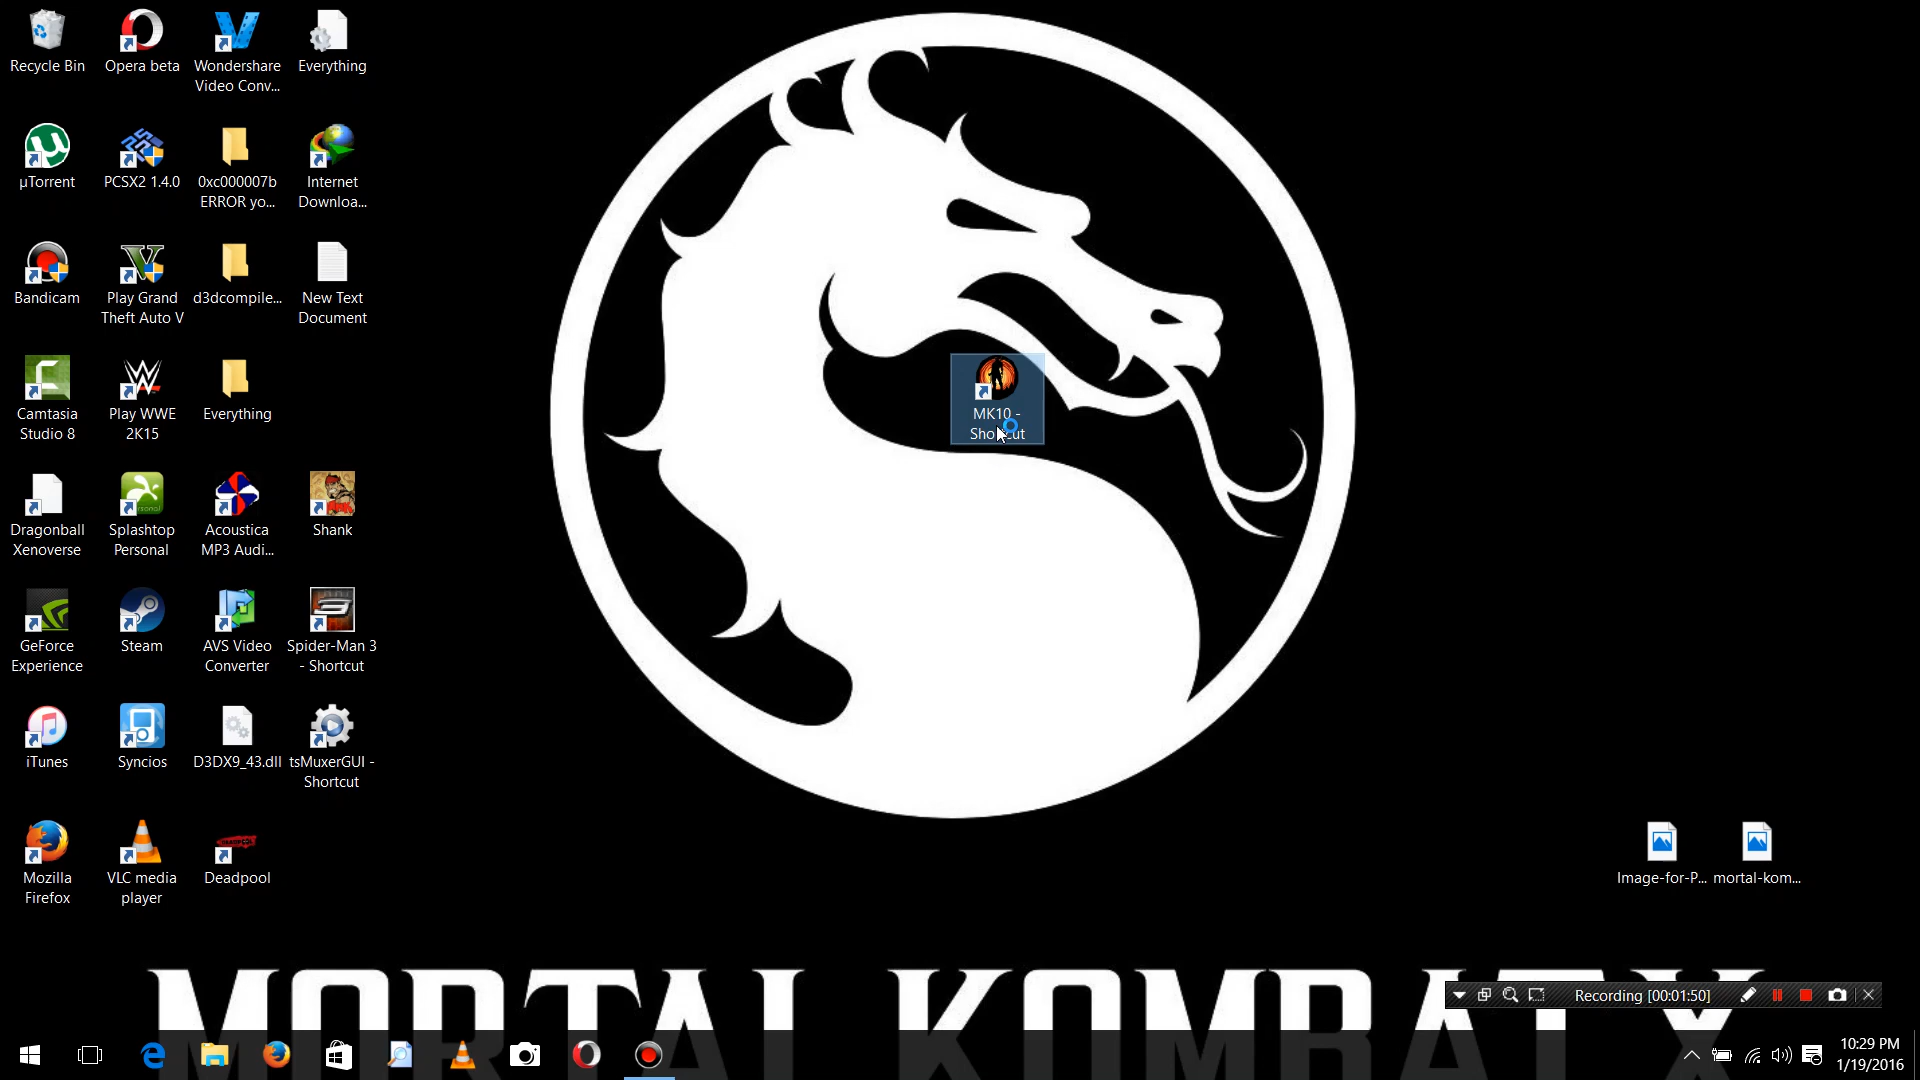 Recycle Bin
Opera beta
Wondershare
Video Conv...
Everything
µTorrent
PCSX2 1.4.0
0xc000007b
ERROR yo...
Internet
Downloa...
Bandicam
Play Grand
Theft Auto V
d3dcompile...
New Text
Document
Camtasia
Studio 8
Play WWE
2K15
Everything
MK10 -
Shortcut
Dragonball
Xenoverse
Splashtop
Personal
Acoustica
MP3 Audi...
Shank
GeForce
Experience
Steam
AVS Video
Converter
Spider-Man 3
- Shortcut
iTunes
Syncios
D3DX9_43.dll
tsMuxerGUI -
Shortcut
Mozilla
Firefox
VLC media
player
Deadpool
Image-for-P...
mortal-kom...
MORTAL KOMBAT X
Recording [00:01:50]
10:29 PM
1/19/2016